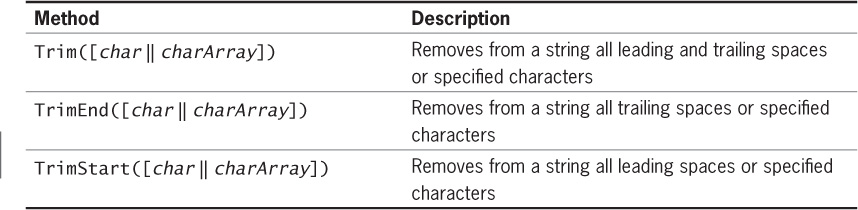 Method Description
Trim([char || charArray]) Removes from a string all leading and trailing spaces
or specified characters
TrimEnd([char || charArray]) Removes from a string all trailing spaces or specified
characters
TrimStart([char || charArray]) Removes from a string all leading spaces or specified
characters